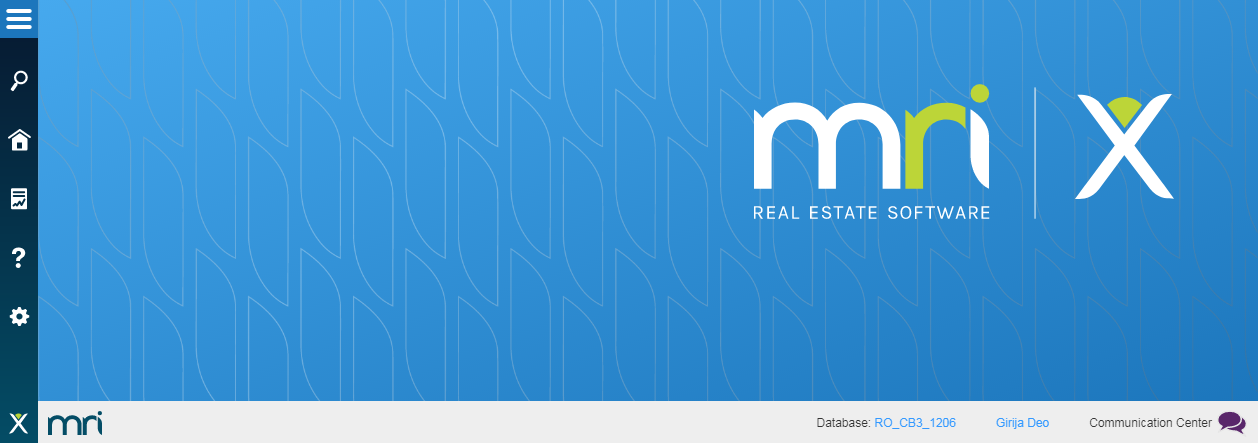 mri
REAL ESTATE SOFTWARE
X
mri
Database: RO_CB3_1206
Girija Deo
Communication Center